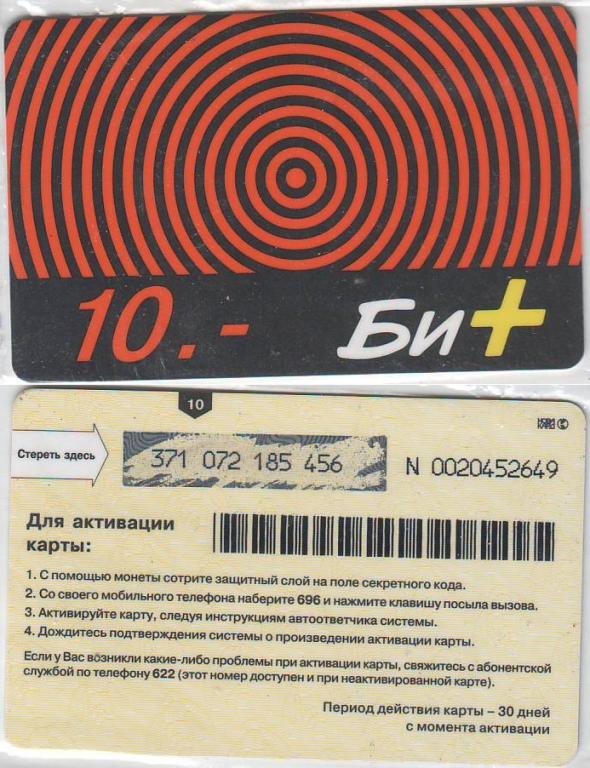 10.- Би+
10
Стереть здесь
371 072 185 456
N 0020452649
Для активации
карты:
1. С помощью монеты сотрите защитный слой на поле секретного кода.
2. Со своего мобильного телефона наберите 696 и нажмите клавишу посыла вызова.
3. Активируйте карту, следуя инструкциям автоответчика системы.
4. Дождитесь подтверждения системы о произведении активации карты.
Если у Вас возникли какие-либо проблемы при активации карты, свяжитесь с абонентской
службой по телефону 622 (этот номер доступен и при неактивированной карте).
Период действия карты – 30 дней
с момента активации